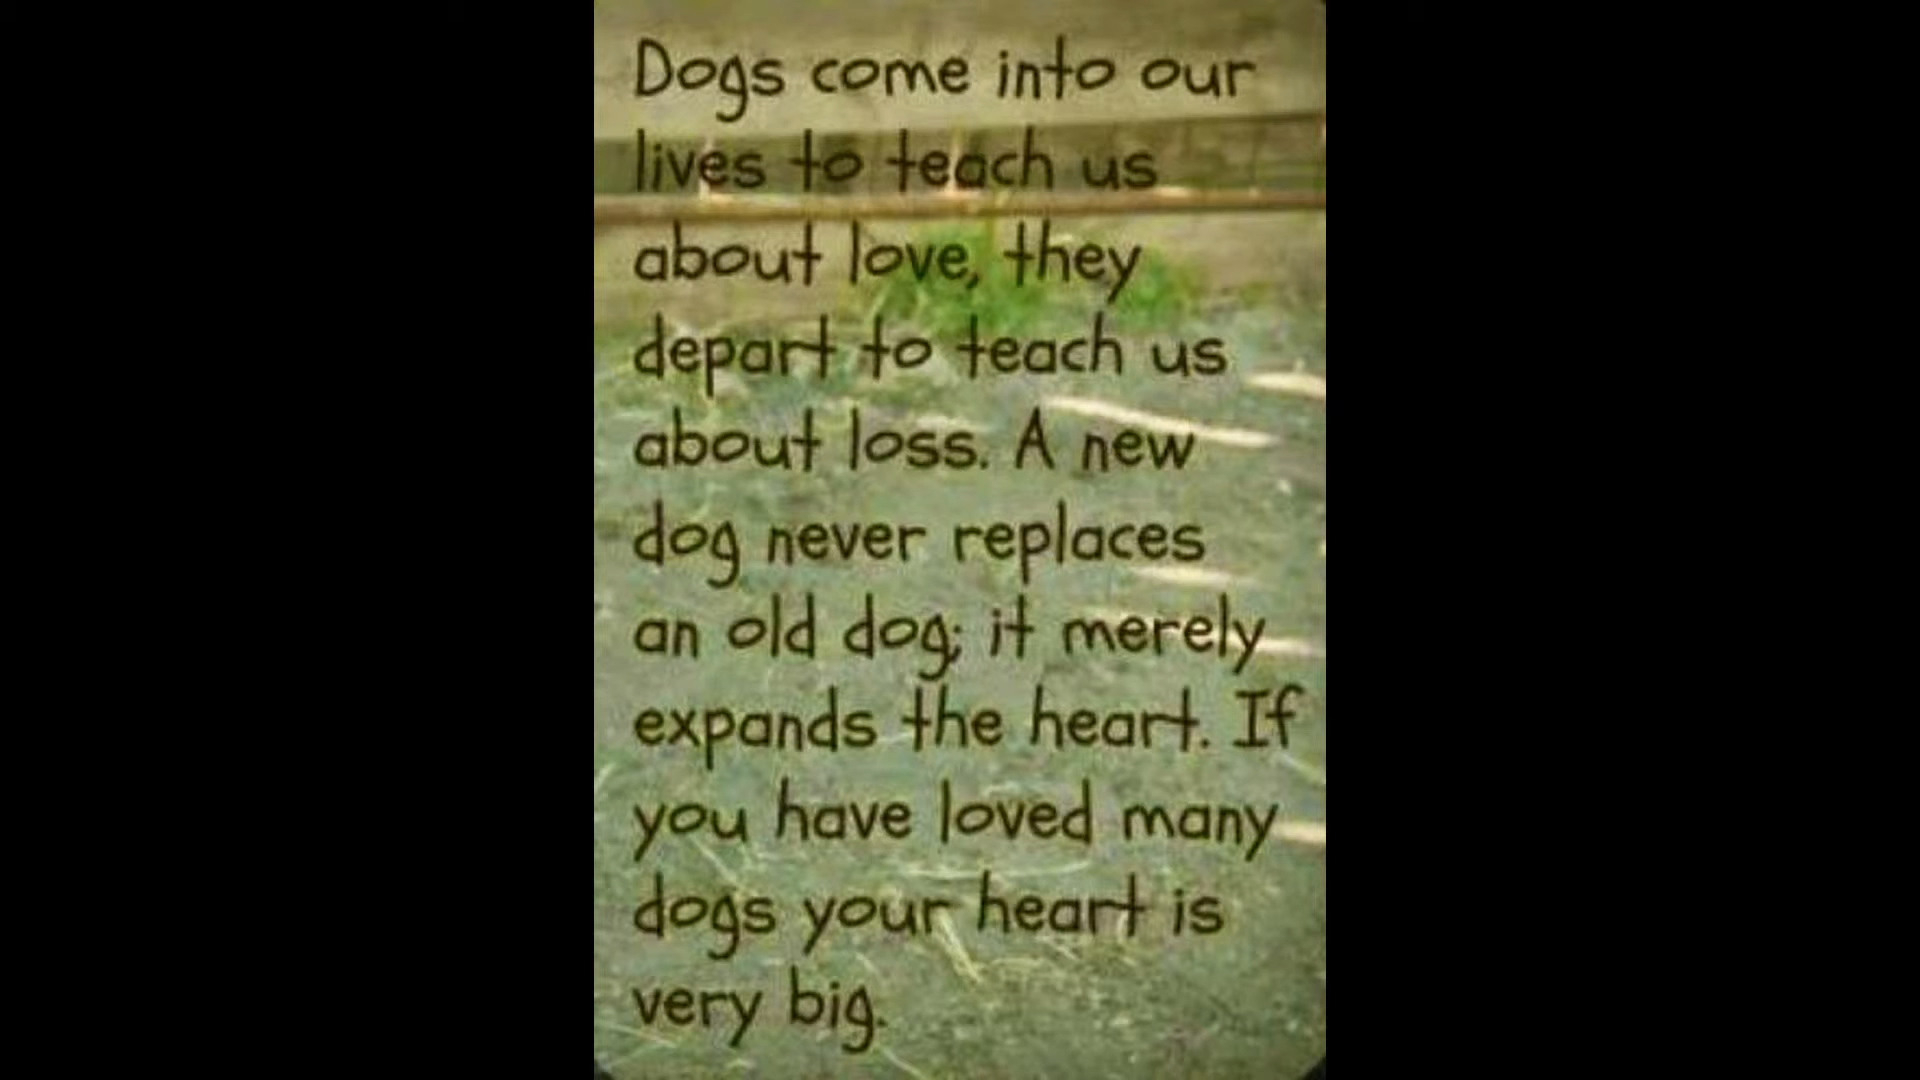 Dogs come into our
lives to teach us
about love, they
depart to teach us
about loss. A new
dog never replaces
an old dog; it merely
expands the heart. If
you have loved many
dogs your heart is
very big.